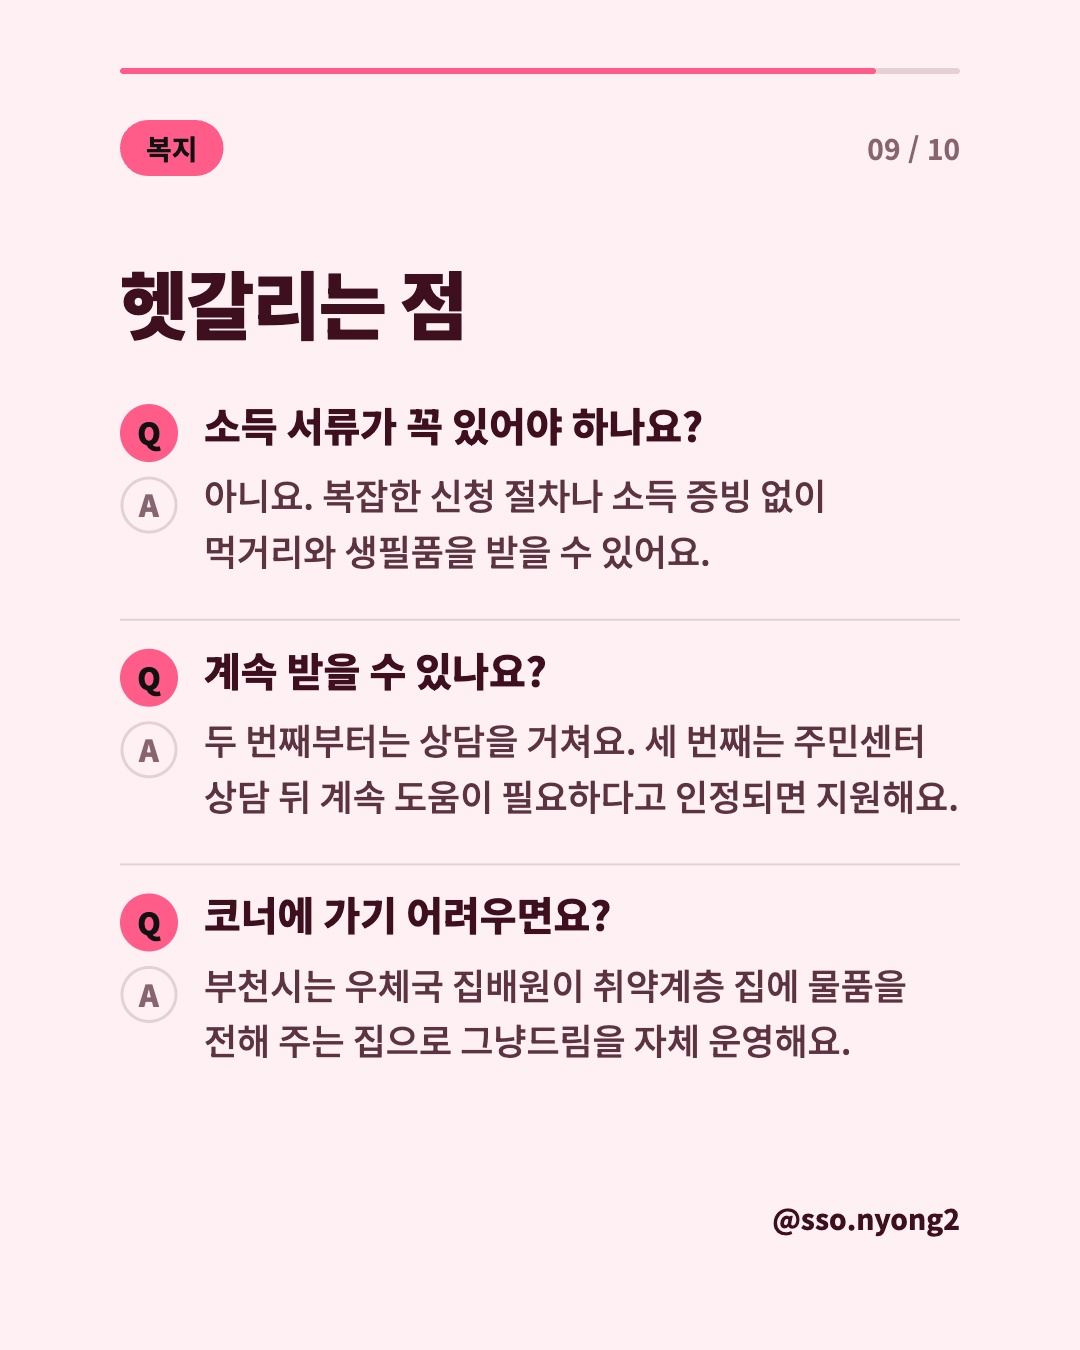 복지
09 / 10
헷갈리는 점
Q 소득 서류가 꼭 있어야 하나요?
A 아니요. 복잡한 신청 절차나 소득 증빙 없이
먹거리와 생필품을 받을 수 있어요.
Q 계속 받을 수 있나요?
A 두 번째부터는 상담을 거쳐요. 세 번째는 주민센터
상담 뒤 계속 도움이 필요하다고 인정되면 지원해요.
Q 코너에 가기 어려우면요?
A 부천시는 우체국 집배원이 취약계층 집에 물품을
전해 주는 집으로 그냥드림을 자체 운영해요.
@sso.nyong2